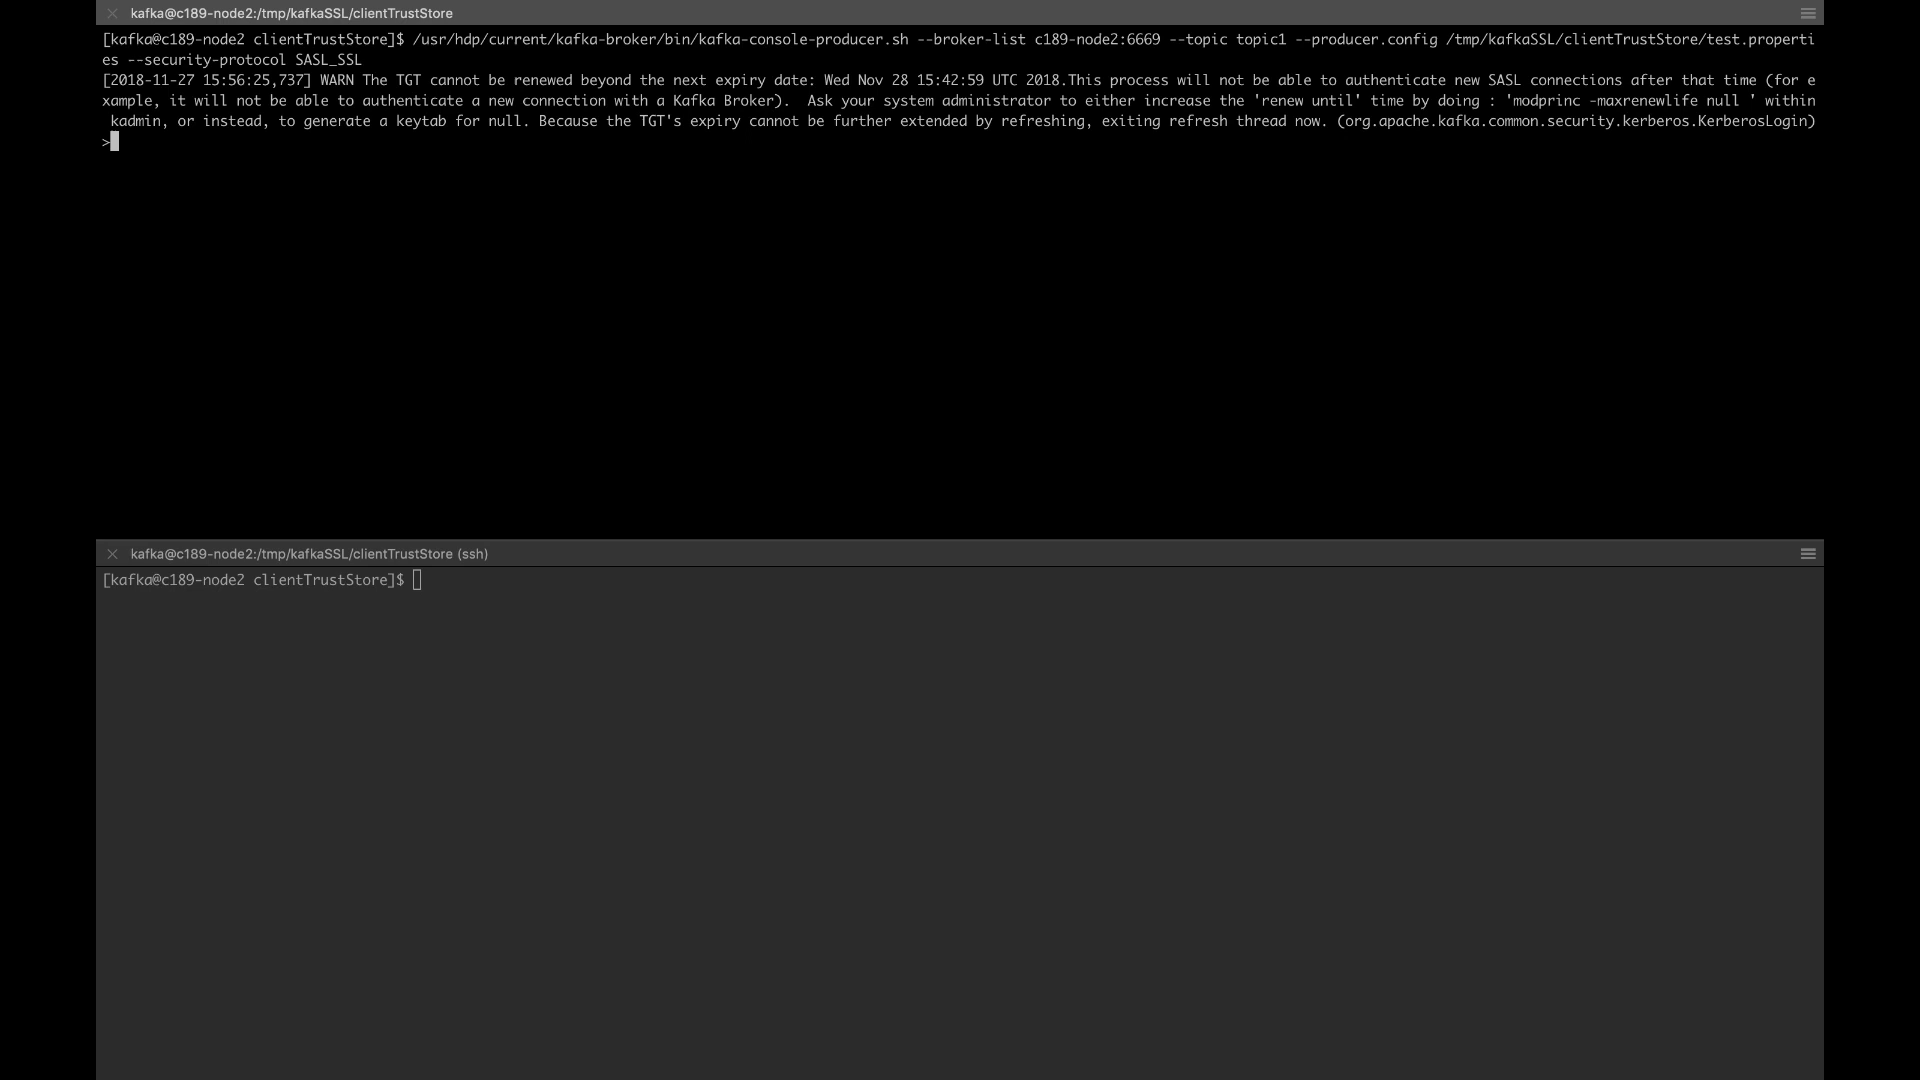 kafka@c189-node2:/tmp/kafkaSSL/clientTrustStore
[kafka@c189-node2 clientTrustStore]$ /usr/hdp/current/kafka-broker/bin/kafka-console-producer.sh --broker-list c189-node2:6669 --topic topic1 --producer.config /tmp/kafkaSSL/clientTrustStore/test.properti
es --security-protocol SASL_SSL
[2018-11-27 15:56:25,737] WARN The TGT cannot be renewed beyond the next expiry date: Wed Nov 28 15:42:59 UTC 2018.This process will not be able to authenticate new SASL connections after that time (for e
xample, it will not be able to authenticate a new connection with a Kafka Broker).  Ask your system administrator to either increase the 'renew until' time by doing : 'modprinc -maxrenewlife null ' within
 kadmin, or instead, to generate a keytab for null. Because the TGT's expiry cannot be further extended by refreshing, exiting refresh thread now. (org.apache.kafka.common.security.kerberos.KerberosLogin)
>
kafka@c189-node2:/tmp/kafkaSSL/clientTrustStore (ssh)
[kafka@c189-node2 clientTrustStore]$